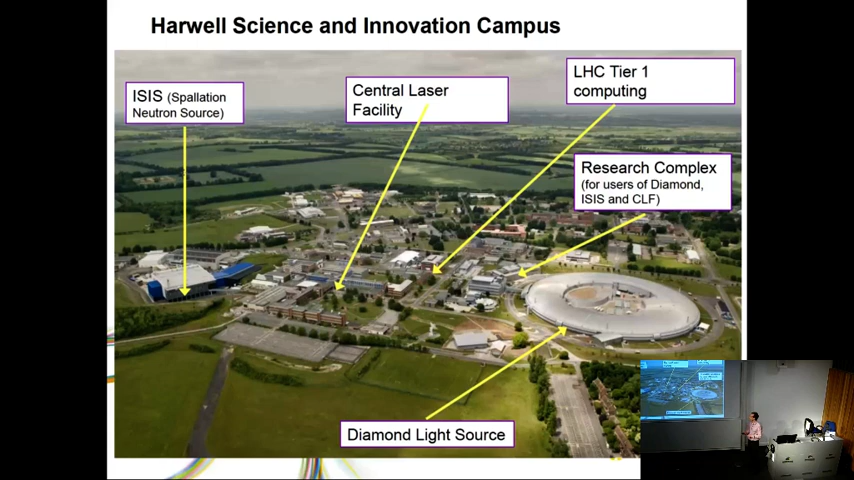 Harwell Science and Innovation Campus
ISIS (Spallation
Neutron Source)
Central Laser
Facility
LHC Tier 1
computing
Research Complex
(for users of Diamond,
ISIS and CLF)
Diamond Light Source